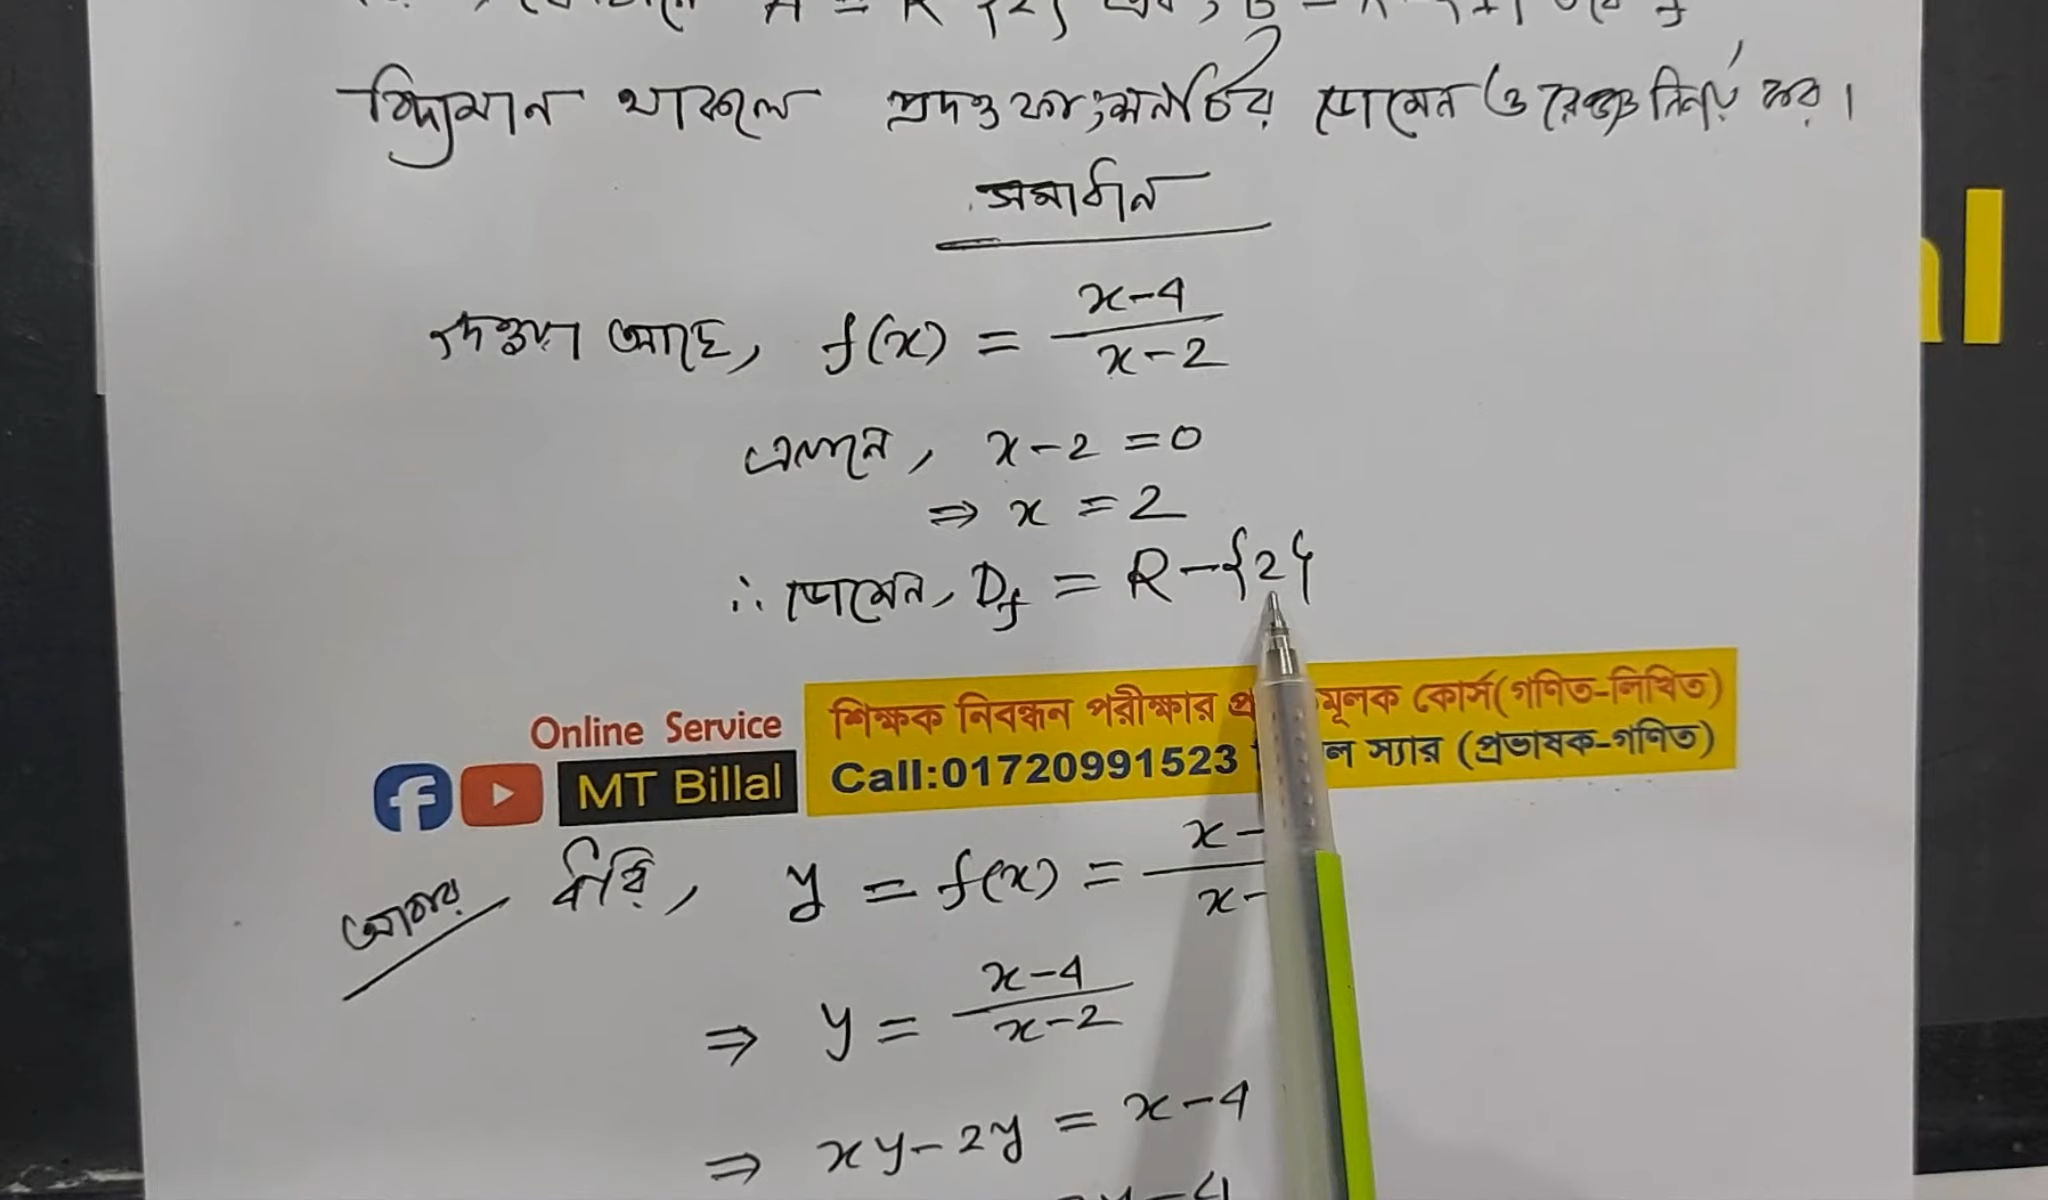 A = R-{2}
বিদ্যমান থাকলে প্রদত্ত ফাংশনটির ডোমেন ও রেঞ্জ নির্ণয় কর।
সমাধান
দেওয়া আছে, f(x) = x-4 / x-2
এখানে, x-2 = 0
⇒ x = 2
∴ ডোমেন, D_f = R-{2}
Online Service
শিক্ষক নিবন্ধন পরীক্ষার মূলক কোর্স(গণিত-লিখিত)
MT Billal
Call:01720991523 স্যার (প্রভাষক-গণিত)
আবার ধরি, y = f(x) = x- / x-
⇒ y = x-4 / x-2
⇒ xy-2y = x-4